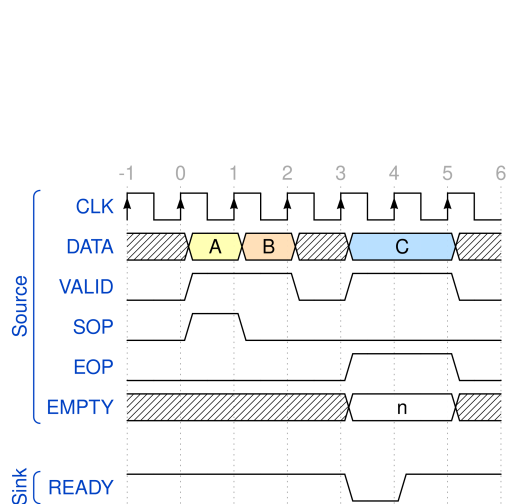 -1 0 1 2 3 4 5 6
CLK
DATA A B C
VALID
SOP
EOP
EMPTY n
READY
Source
Sink